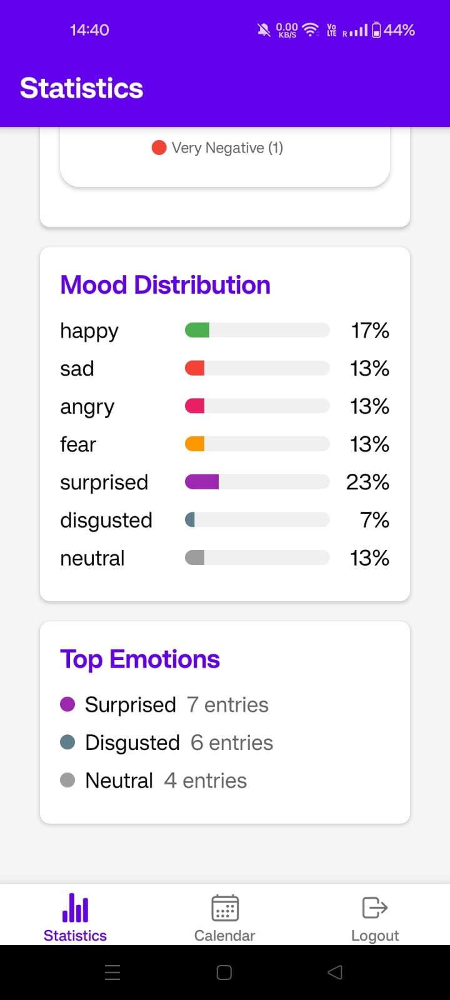 14:40 0.00 KB/S Vo LTE R 44%
Statistics
Very Negative (1)
Mood Distribution
happy 17%
sad 13%
angry 13%
fear 13%
surprised 23%
disgusted 7%
neutral 13%
Top Emotions
Surprised 7 entries
Disgusted 6 entries
Neutral 4 entries
Statistics Calendar Logout